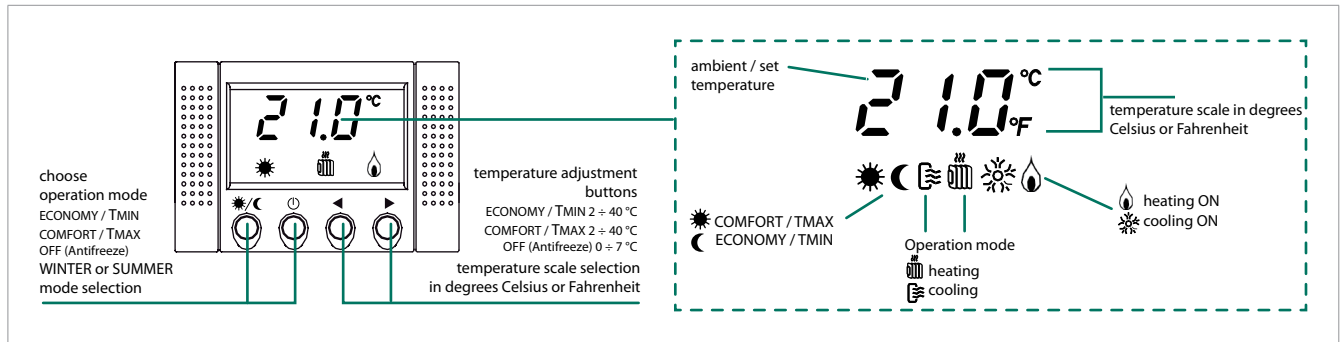 21.0 °C
choose
operation mode
ECONOMY / TMIN
COMFORT / TMAX
OFF (Antifreeze)
WINTER or SUMMER
mode selection
temperature adjustment
buttons
ECONOMY / TMIN 2 ÷ 40 °C
COMFORT / TMAX 2 ÷ 40 °C
OFF (Antifreeze) 0 ÷ 7 °C
temperature scale selection
in degrees Celsius or Fahrenheit
ambient / set
temperature
21.0 °C
°F
temperature scale in degrees
Celsius or Fahrenheit
COMFORT / TMAX
ECONOMY / TMIN
Operation mode
heating
cooling
heating ON
cooling ON